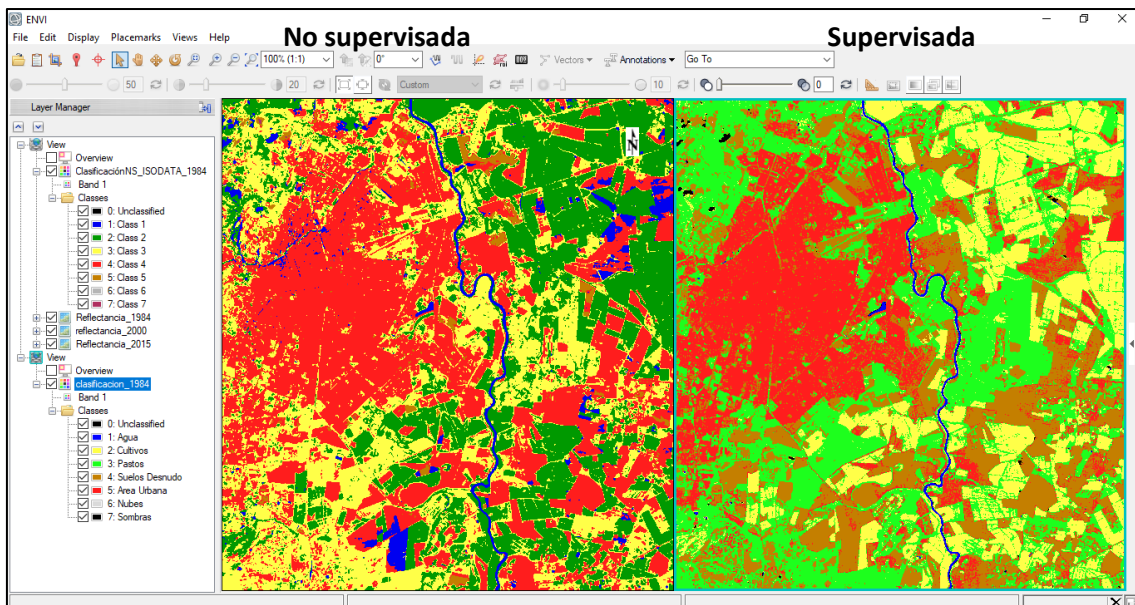 ENVI
File Edit Display Placemarks Views Help
No supervisada
Supervisada
100% (1:1) 0° Vectors Annotations Go To
50 20 Custom 10 0
Layer Manager
View
Overview
ClasificaciónNS_ISODATA_1984
Band 1
Classes
0: Unclassified
1: Class 1
2: Class 2
3: Class 3
4: Class 4
5: Class 5
6: Class 6
7: Class 7
Reflectancia_1984
reflectancia_2000
Reflectancia_2015
View
Overview
clasificacion_1984
Band 1
Classes
0: Unclassified
1: Agua
2: Cultivos
3: Pastos
4: Suelos Desnudo
5: Area Urbana
6: Nubes
7: Sombras
N